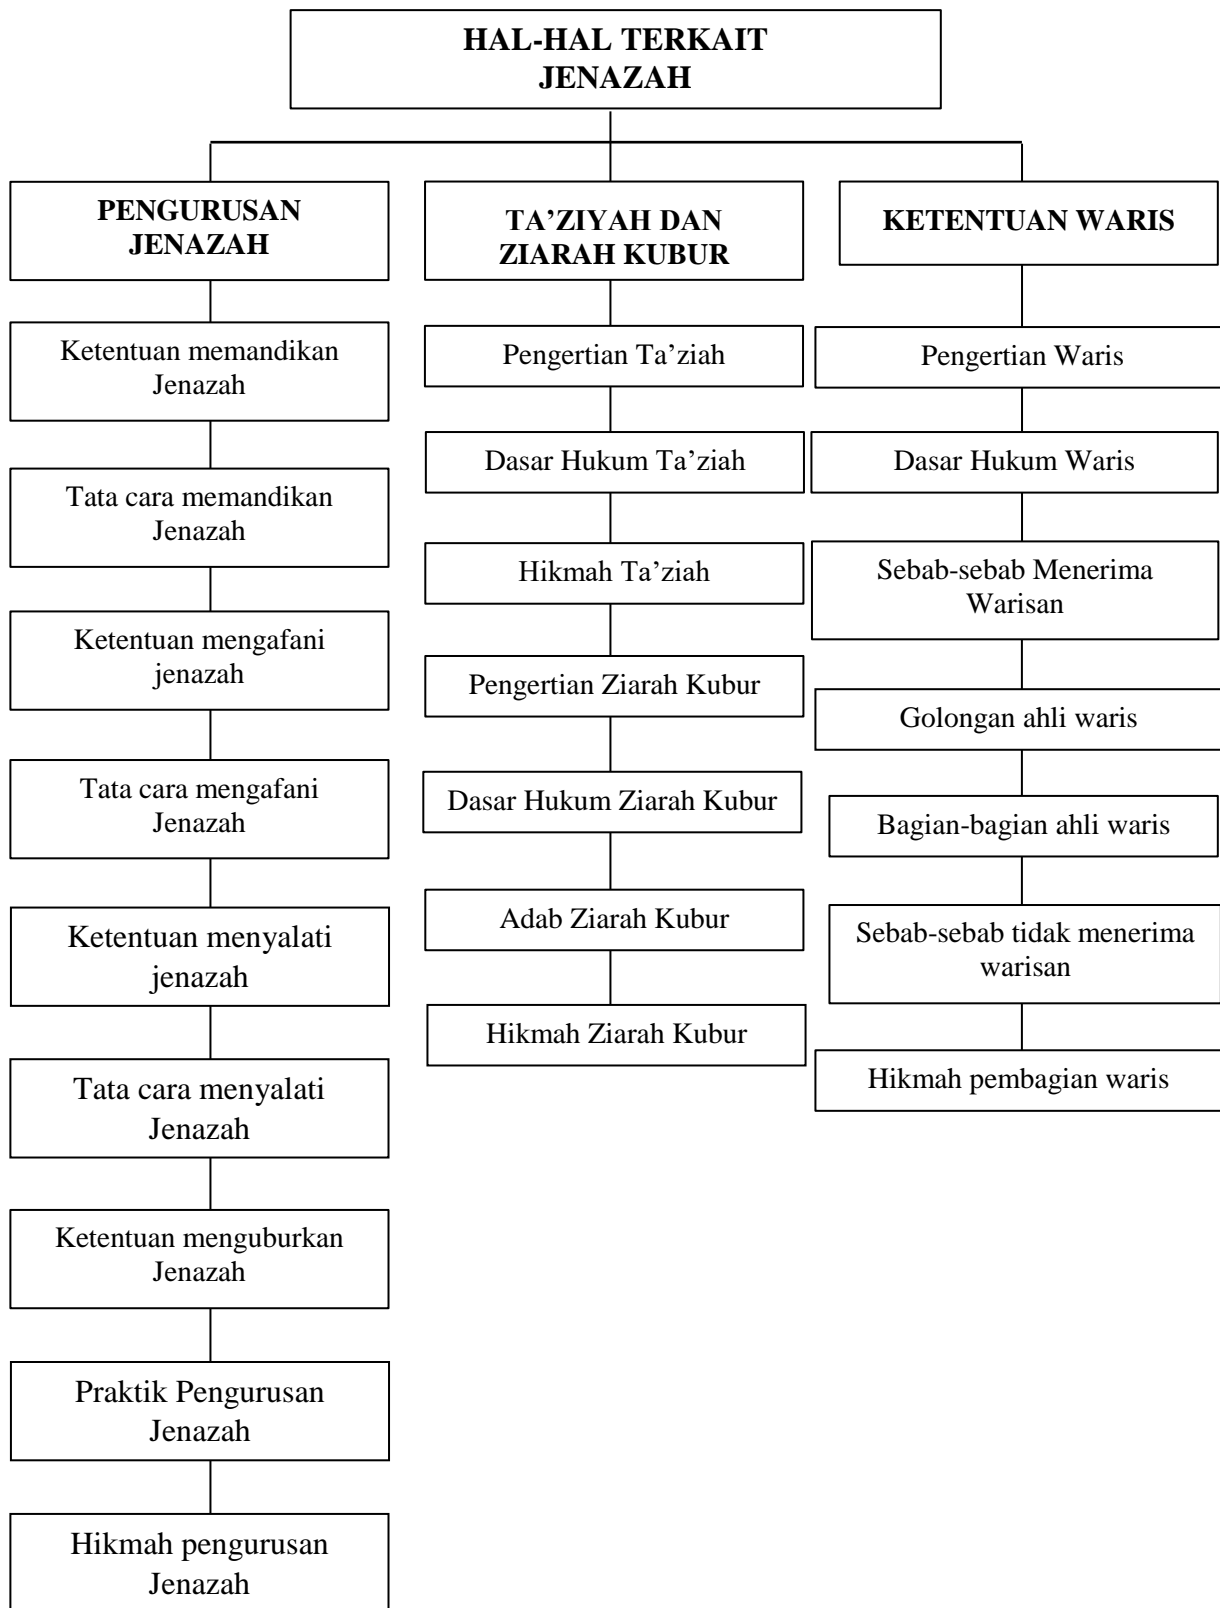 HAL-HAL TERKAIT
JENAZAH
PENGURUSAN
JENAZAH
Ketentuan memandikan
Jenazah
Tata cara memandikan
Jenazah
Ketentuan mengafani
jenazah
Tata cara mengafani
Jenazah
Ketentuan menyalati
jenazah
Tata cara menyalati
Jenazah
Ketentuan menguburkan
Jenazah
Praktik Pengurusan
Jenazah
Hikmah pengurusan
Jenazah
TA’ZIYAH DAN
ZIARAH KUBUR
Pengertian Ta’ziah
Dasar Hukum Ta’ziah
Hikmah Ta’ziah
Pengertian Ziarah Kubur
Dasar Hukum Ziarah Kubur
Adab Ziarah Kubur
Hikmah Ziarah Kubur
KETENTUAN WARIS
Pengertian Waris
Dasar Hukum Waris
Sebab-sebab Menerima
Warisan
Golongan ahli waris
Bagian-bagian ahli waris
Sebab-sebab tidak menerima
warisan
Hikmah pembagian waris